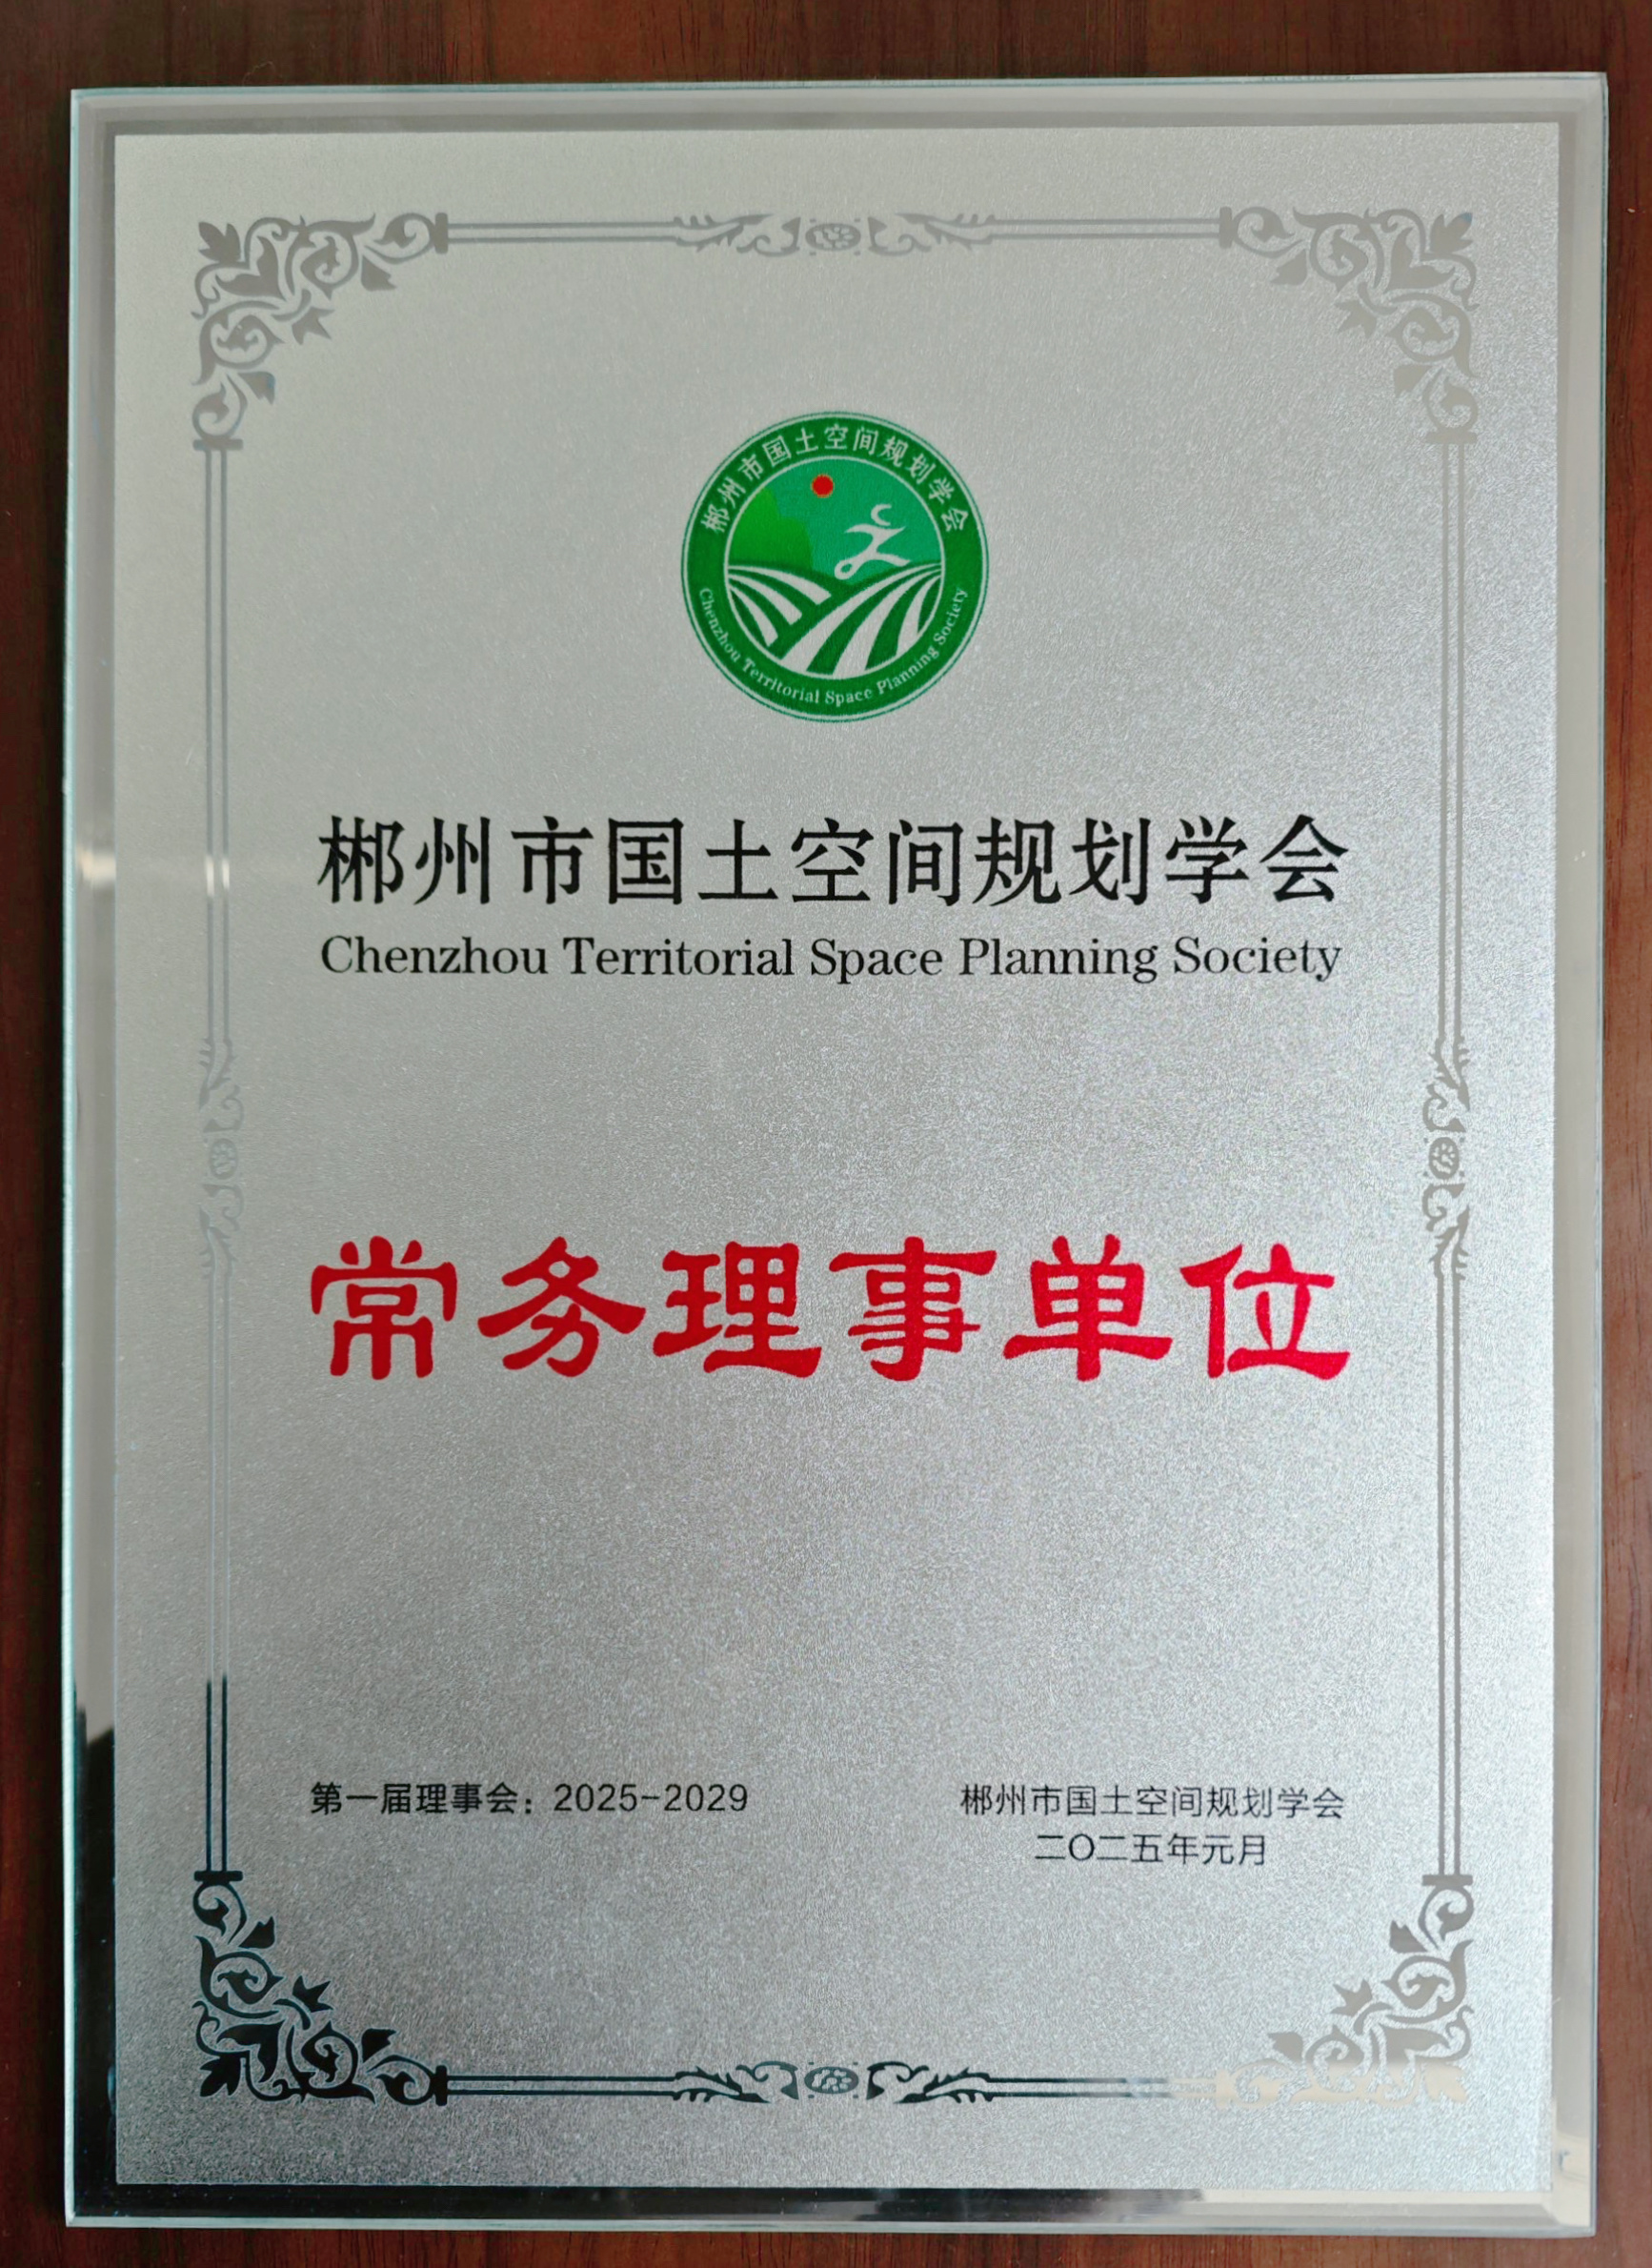 郴州市国土空间规划学会
Chenzhou Territorial Space Planning Society
郴州市国土空间规划学会
Chenzhou Territorial Space Planning Society
常务理事单位
第一届理事会：2025-2029
郴州市国土空间规划学会
二〇二五年元月